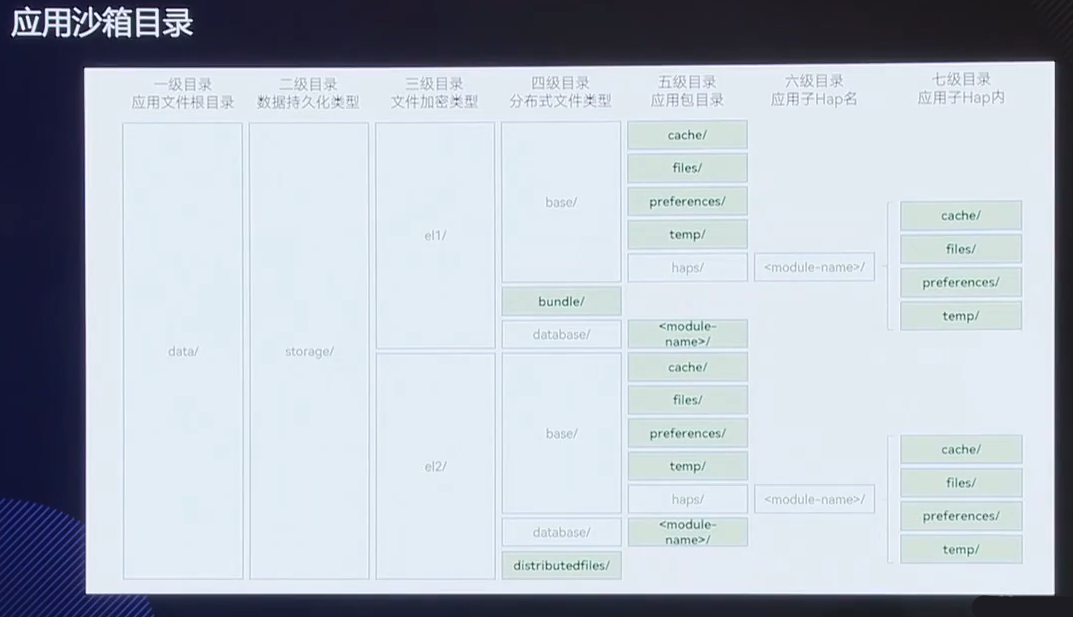 应用沙箱目录
一级目录
应用文件根目录
二级目录
数据持久化类型
三级目录
文件加密类型
四级目录
分布式文件类型
五级目录
应用包目录
六级目录
应用子Hap名
七级目录
应用子Hap内
data/
storage/
el1/
base/
cache/
files/
preferences/
temp/
haps/
<module-name>/
cache/
files/
preferences/
temp/
bundle/
database/
<module-
name>/
el2/
base/
cache/
files/
preferences/
temp/
haps/
<module-name>/
cache/
files/
preferences/
temp/
database/
<module-
name>/
distributedfiles/